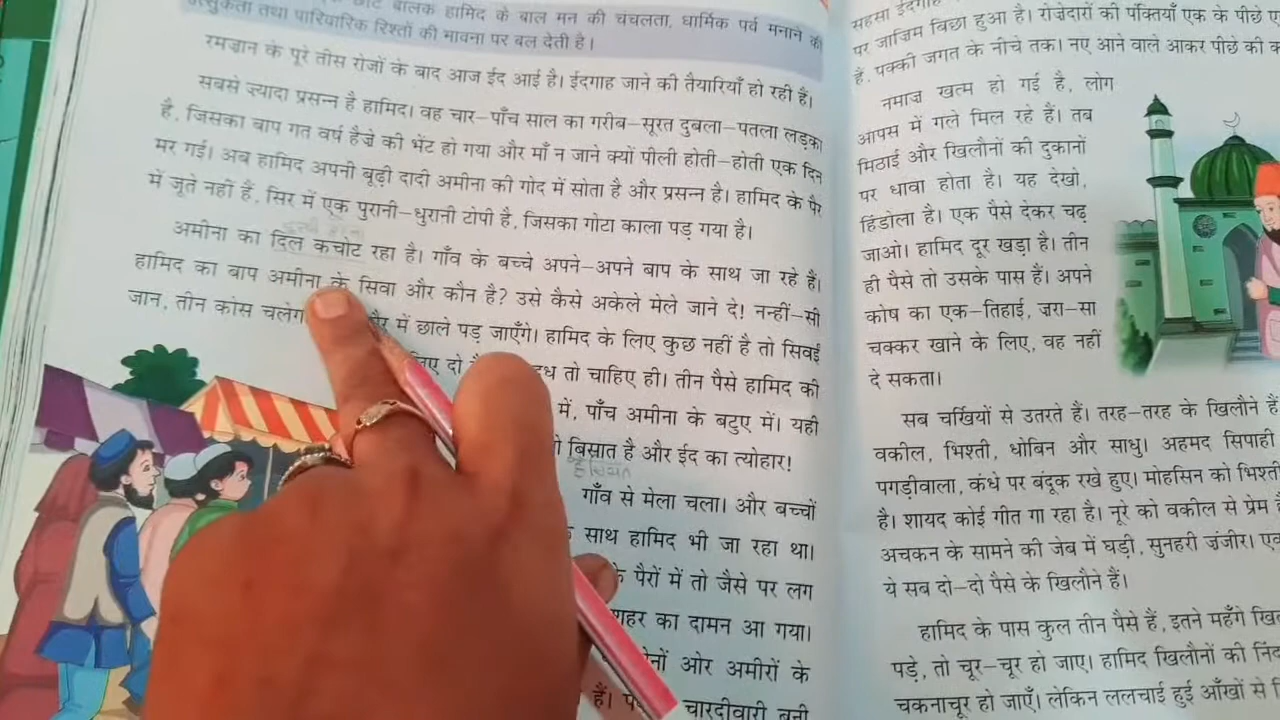 छोटे बालक हामिद के बाल मन की चंचलता, धार्मिक पर्व मनाने की
उत्सुकता तथा पारिवारिक रिश्तों की भावना पर बल देती है।
रमज़ान के पूरे तीस रोजों के बाद आज ईद आई है। ईदगाह जाने की तैयारियाँ हो रही हैं।
सबसे ज़्यादा प्रसन्न है हामिद। वह चार-पाँच साल का गरीब-सूरत दुबला-पतला लड़का
है, जिसका बाप गत वर्ष हैज़े की भेंट हो गया और माँ न जाने क्यों पीली होती-होती एक दिन
मर गई। अब हामिद अपनी बूढ़ी दादी अमीना की गोद में सोता है और प्रसन्न है। हामिद के पैर
में जूते नहीं हैं, सिर में एक पुरानी-धुरानी टोपी है, जिसका गोटा काला पड़ गया है।
अमीना का दिल कचोट रहा है। गाँव के बच्चे अपने-अपने बाप के साथ जा रहे हैं।
हामिद का बाप अमीना के सिवा और कौन है? उसे कैसे अकेले मेले जाने दे! नन्हीं-सी
जान, तीन कोस में छाले पड़ जाएँगे। हामिद के लिए कुछ नहीं है तो सिवईं
दो तो चाहिए ही। तीन पैसे हामिद की
में, पाँच अमीना के बटुए में। यही
बिसात है और ईद का त्योहार!
हैसियत
गाँव से मेला चला। और बच्चों
साथ हामिद भी जा रहा था।
के पैरों में तो जैसे पर लग
का दामन आ गया।
ओर अमीरों के
हैं। चारदीवारी बनी
सहसा ईदगाह
पर जाजिम बिछा हुआ है। रोज़ेदारों की पंक्तियाँ एक के पीछे
हैं, पक्की जगत के नीचे तक। नए आने वाले आकर पीछे की
नमाज़ खत्म हो गई है, लोग
आपस में गले मिल रहे हैं। तब
मिठाई और खिलौनों की दुकानों
पर धावा होता है। यह देखो,
हिंडोला है। एक पैसे देकर चढ़
जाओ। हामिद दूर खड़ा है। तीन
ही पैसे तो उसके पास हैं। अपने
कोष का एक-तिहाई, ज़रा-सा
चक्कर खाने के लिए, वह नहीं
दे सकता।
सब चर्खियों से उतरते हैं। तरह-तरह के खिलौने हैं
वकील, भिश्ती, धोबिन और साधु। अहमद सिपाही
पगड़ीवाला, कंधे पर बंदूक रखे हुए। मोहसिन को भिश्ती
है। शायद कोई गीत गा रहा है। नूरे को वकील से प्रेम
अचकन के सामने की जेब में घड़ी, सुनहरी ज़ंजीर।
ये सब दो-दो पैसे के खिलौने हैं।
हामिद के पास कुल तीन पैसे हैं, इतने महँगे
पड़े, तो चूर-चूर हो जाए। हामिद खिलौनों की
चकनाचूर हो जाएँ। लेकिन ललचाई हुई आँखों से